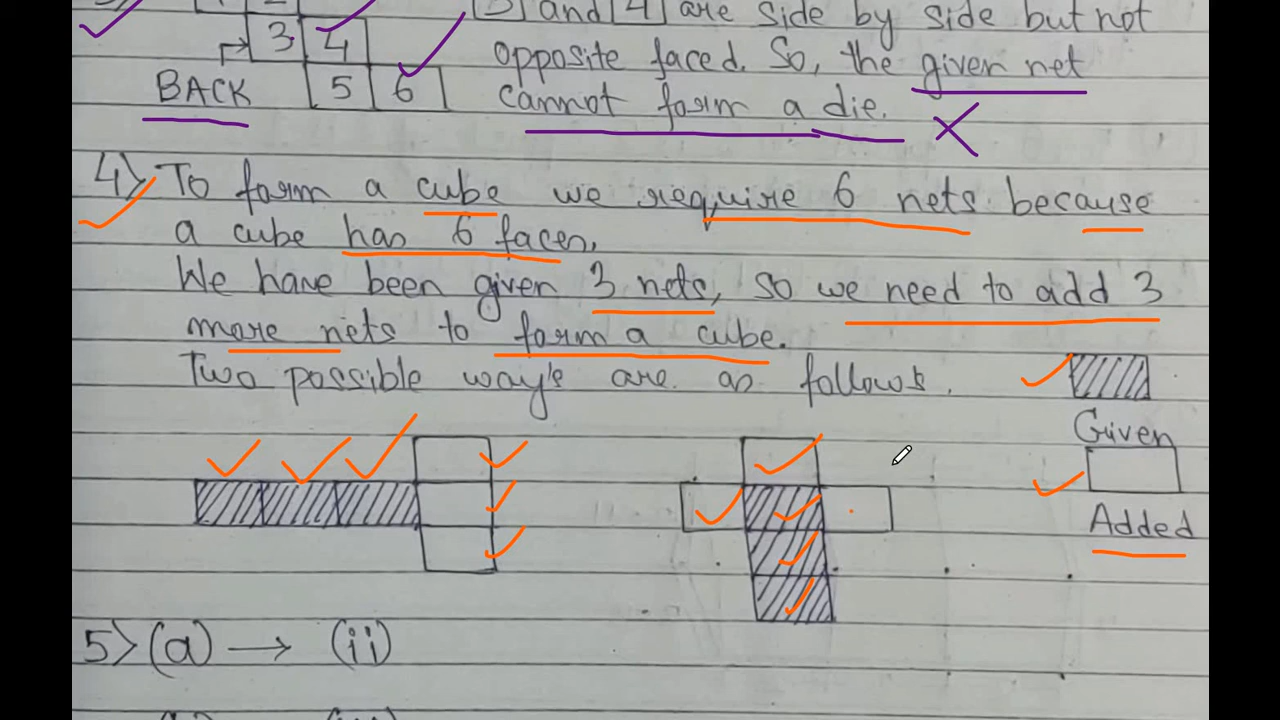 1 2
3 and 4 are side by side but not
3 4 opposite faced. So, the given net
BACK 5 6 cannot form a die.
4) To form a cube we require 6 nets because
a cube has 6 faces.
We have been given 3 nets, so we need to add 3
more nets to form a cube.
Two possible way's are as follows.
Given
Added
5) (a) → (ii)